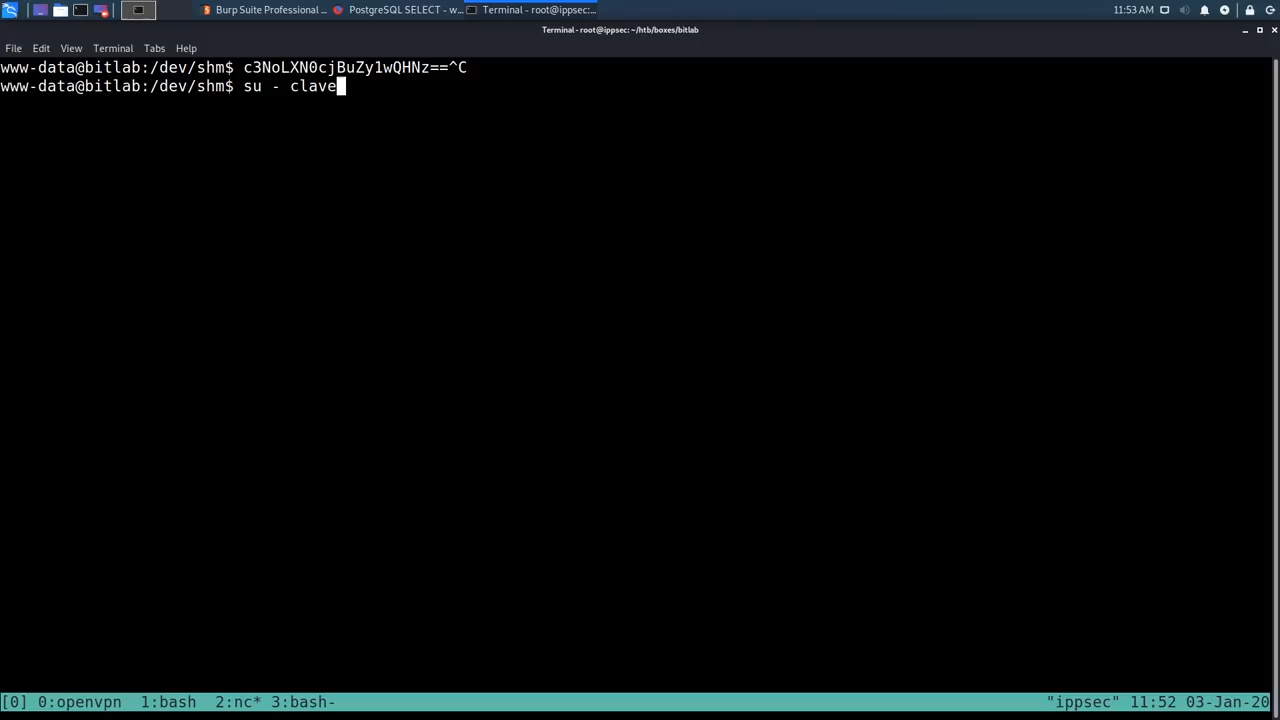 Burp Suite Professional ... PostgreSQL SELECT - w... Terminal - root@ippsec:... 11:53 AM
Terminal - root@ippsec: ~/htb/boxes/bitlab
File Edit View Terminal Tabs Help
www-data@bitlab:/dev/shm$ c3NoLXN0cjBuZy1wQHNz==^C
www-data@bitlab:/dev/shm$ su - clave
[0] 0:openvpn 1:bash 2:nc* 3:bash- "ippsec" 11:52 03-Jan-20